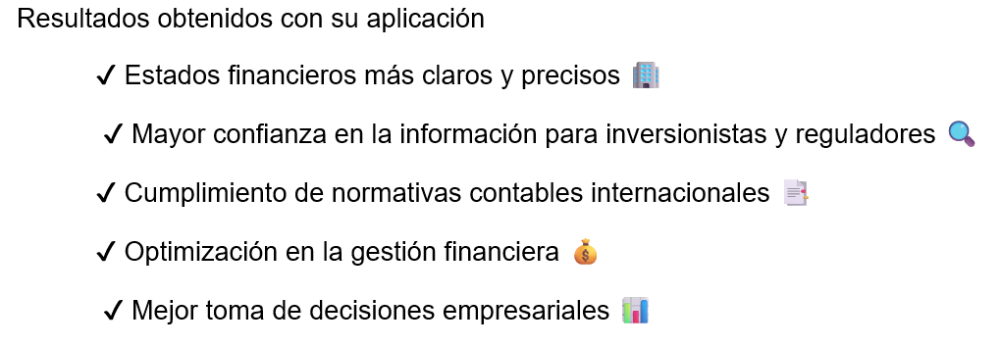 Resultados obtenidos con su aplicación
✔ Estados financieros más claros y precisos 🏢
✔ Mayor confianza en la información para inversionistas y reguladores 🔍
✔ Cumplimiento de normativas contables internacionales 📑
✔ Optimización en la gestión financiera 💰
✔ Mejor toma de decisiones empresariales 📊